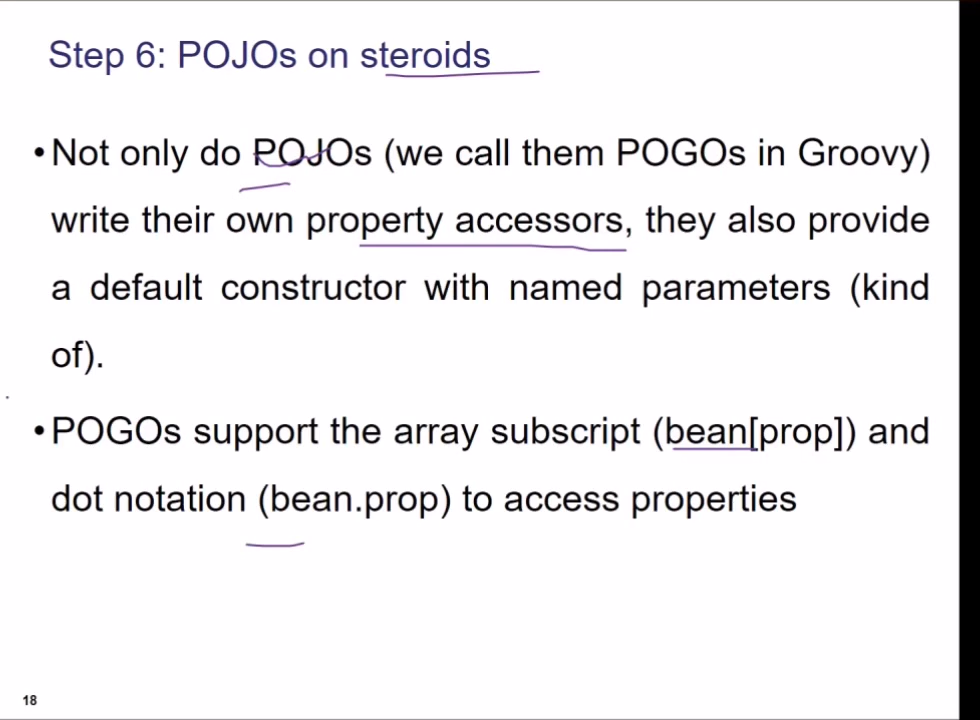 Step 6: POJOs on steroids
•Not only do POJOs (we call them POGOs in Groovy)
write their own property accessors, they also provide
a default constructor with named parameters (kind
of).
•POGOs support the array subscript (bean[prop]) and
dot notation (bean.prop) to access properties
18